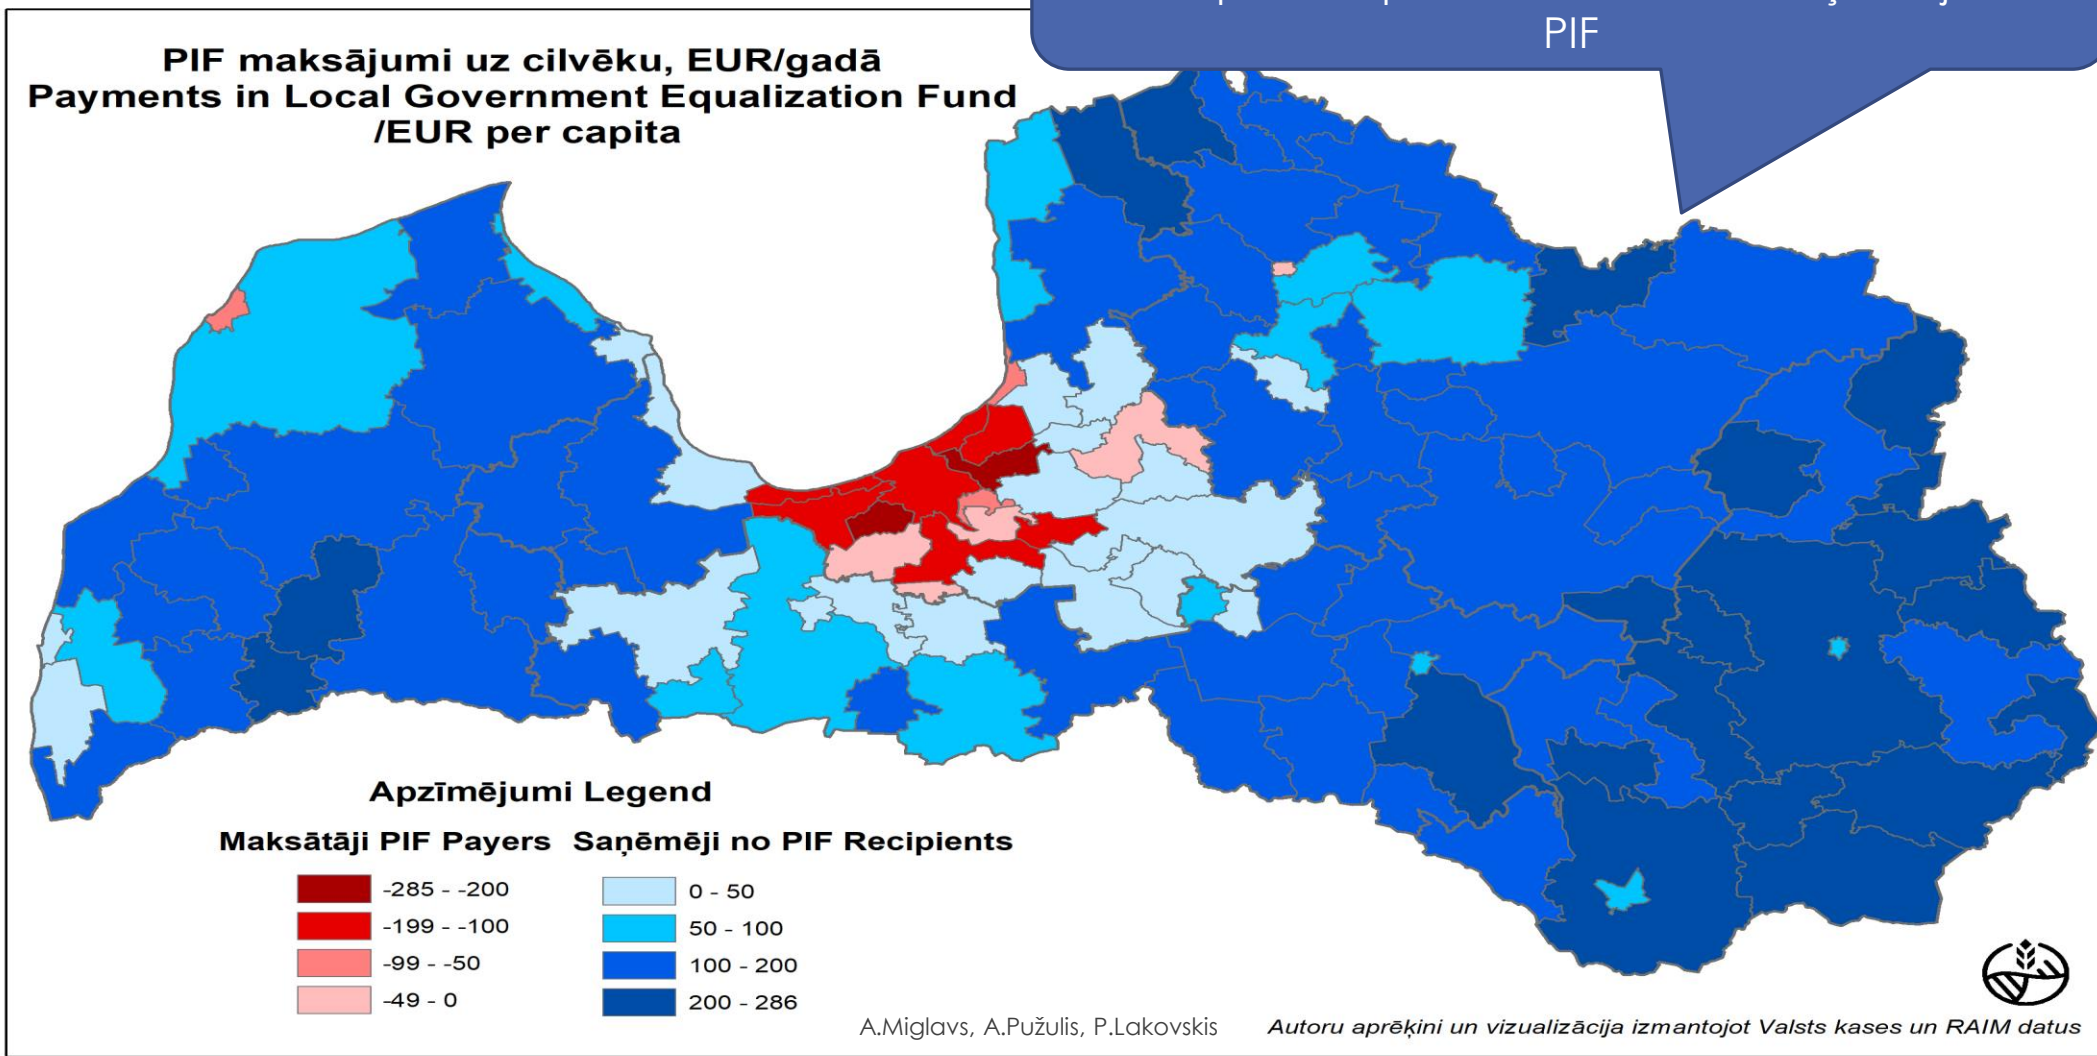 PIF
PIF maksājumi uz cilvēku, EUR/gadā
Payments in Local Government Equalization Fund
/EUR per capita
Apzīmējumi Legend
Maksātāji PIF Payers
-285 - -200
-199 - -100
-99 - -50
-49 - 0
Saņēmēji no PIF Recipients
0 - 50
50 - 100
100 - 200
200 - 286
A.Miglavs, A.Pužulis, P.Lakovskis
Autoru aprēķini un vizualizācija izmantojot Valsts kases un RAIM datus